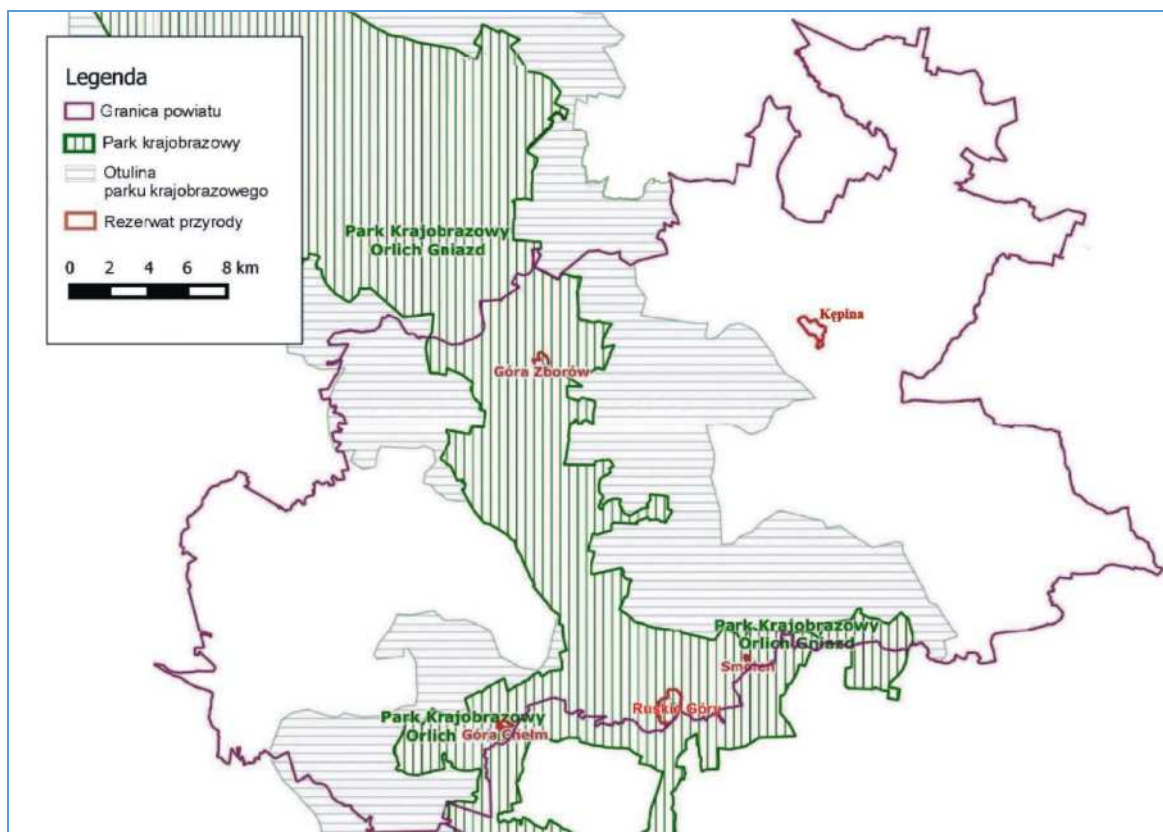 Legenda
Granica powiatu
Park krajobrazowy
Otulina
parku krajobrazowego
Rezerwat przyrody
0 2 4 6 8 km
Park Krajobrazowy
Orlich Gniazd
Kępina
Góra Zborów
Park Krajobrazowy
Orlich Gniazd
Smoleń
Ruskie Góry
Park Krajobrazowy
Orlich
Góra Chełm